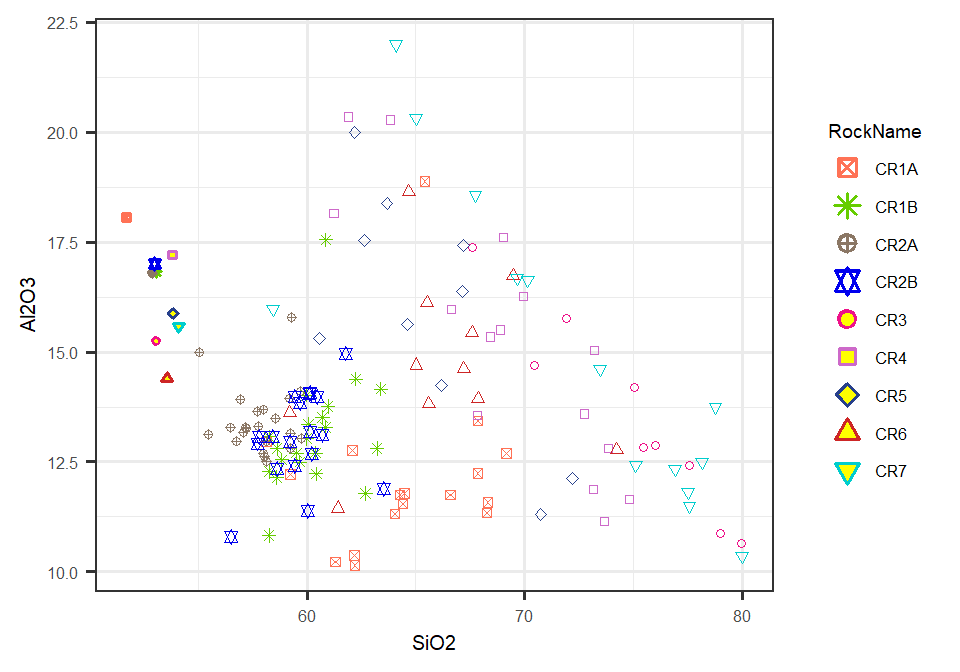 22.5
20.0
17.5
15.0
12.5
10.0
Al2O3
60
70
80
SiO2
RockName
CR1A
CR1B
CR2A
CR2B
CR3
CR4
CR5
CR6
CR7